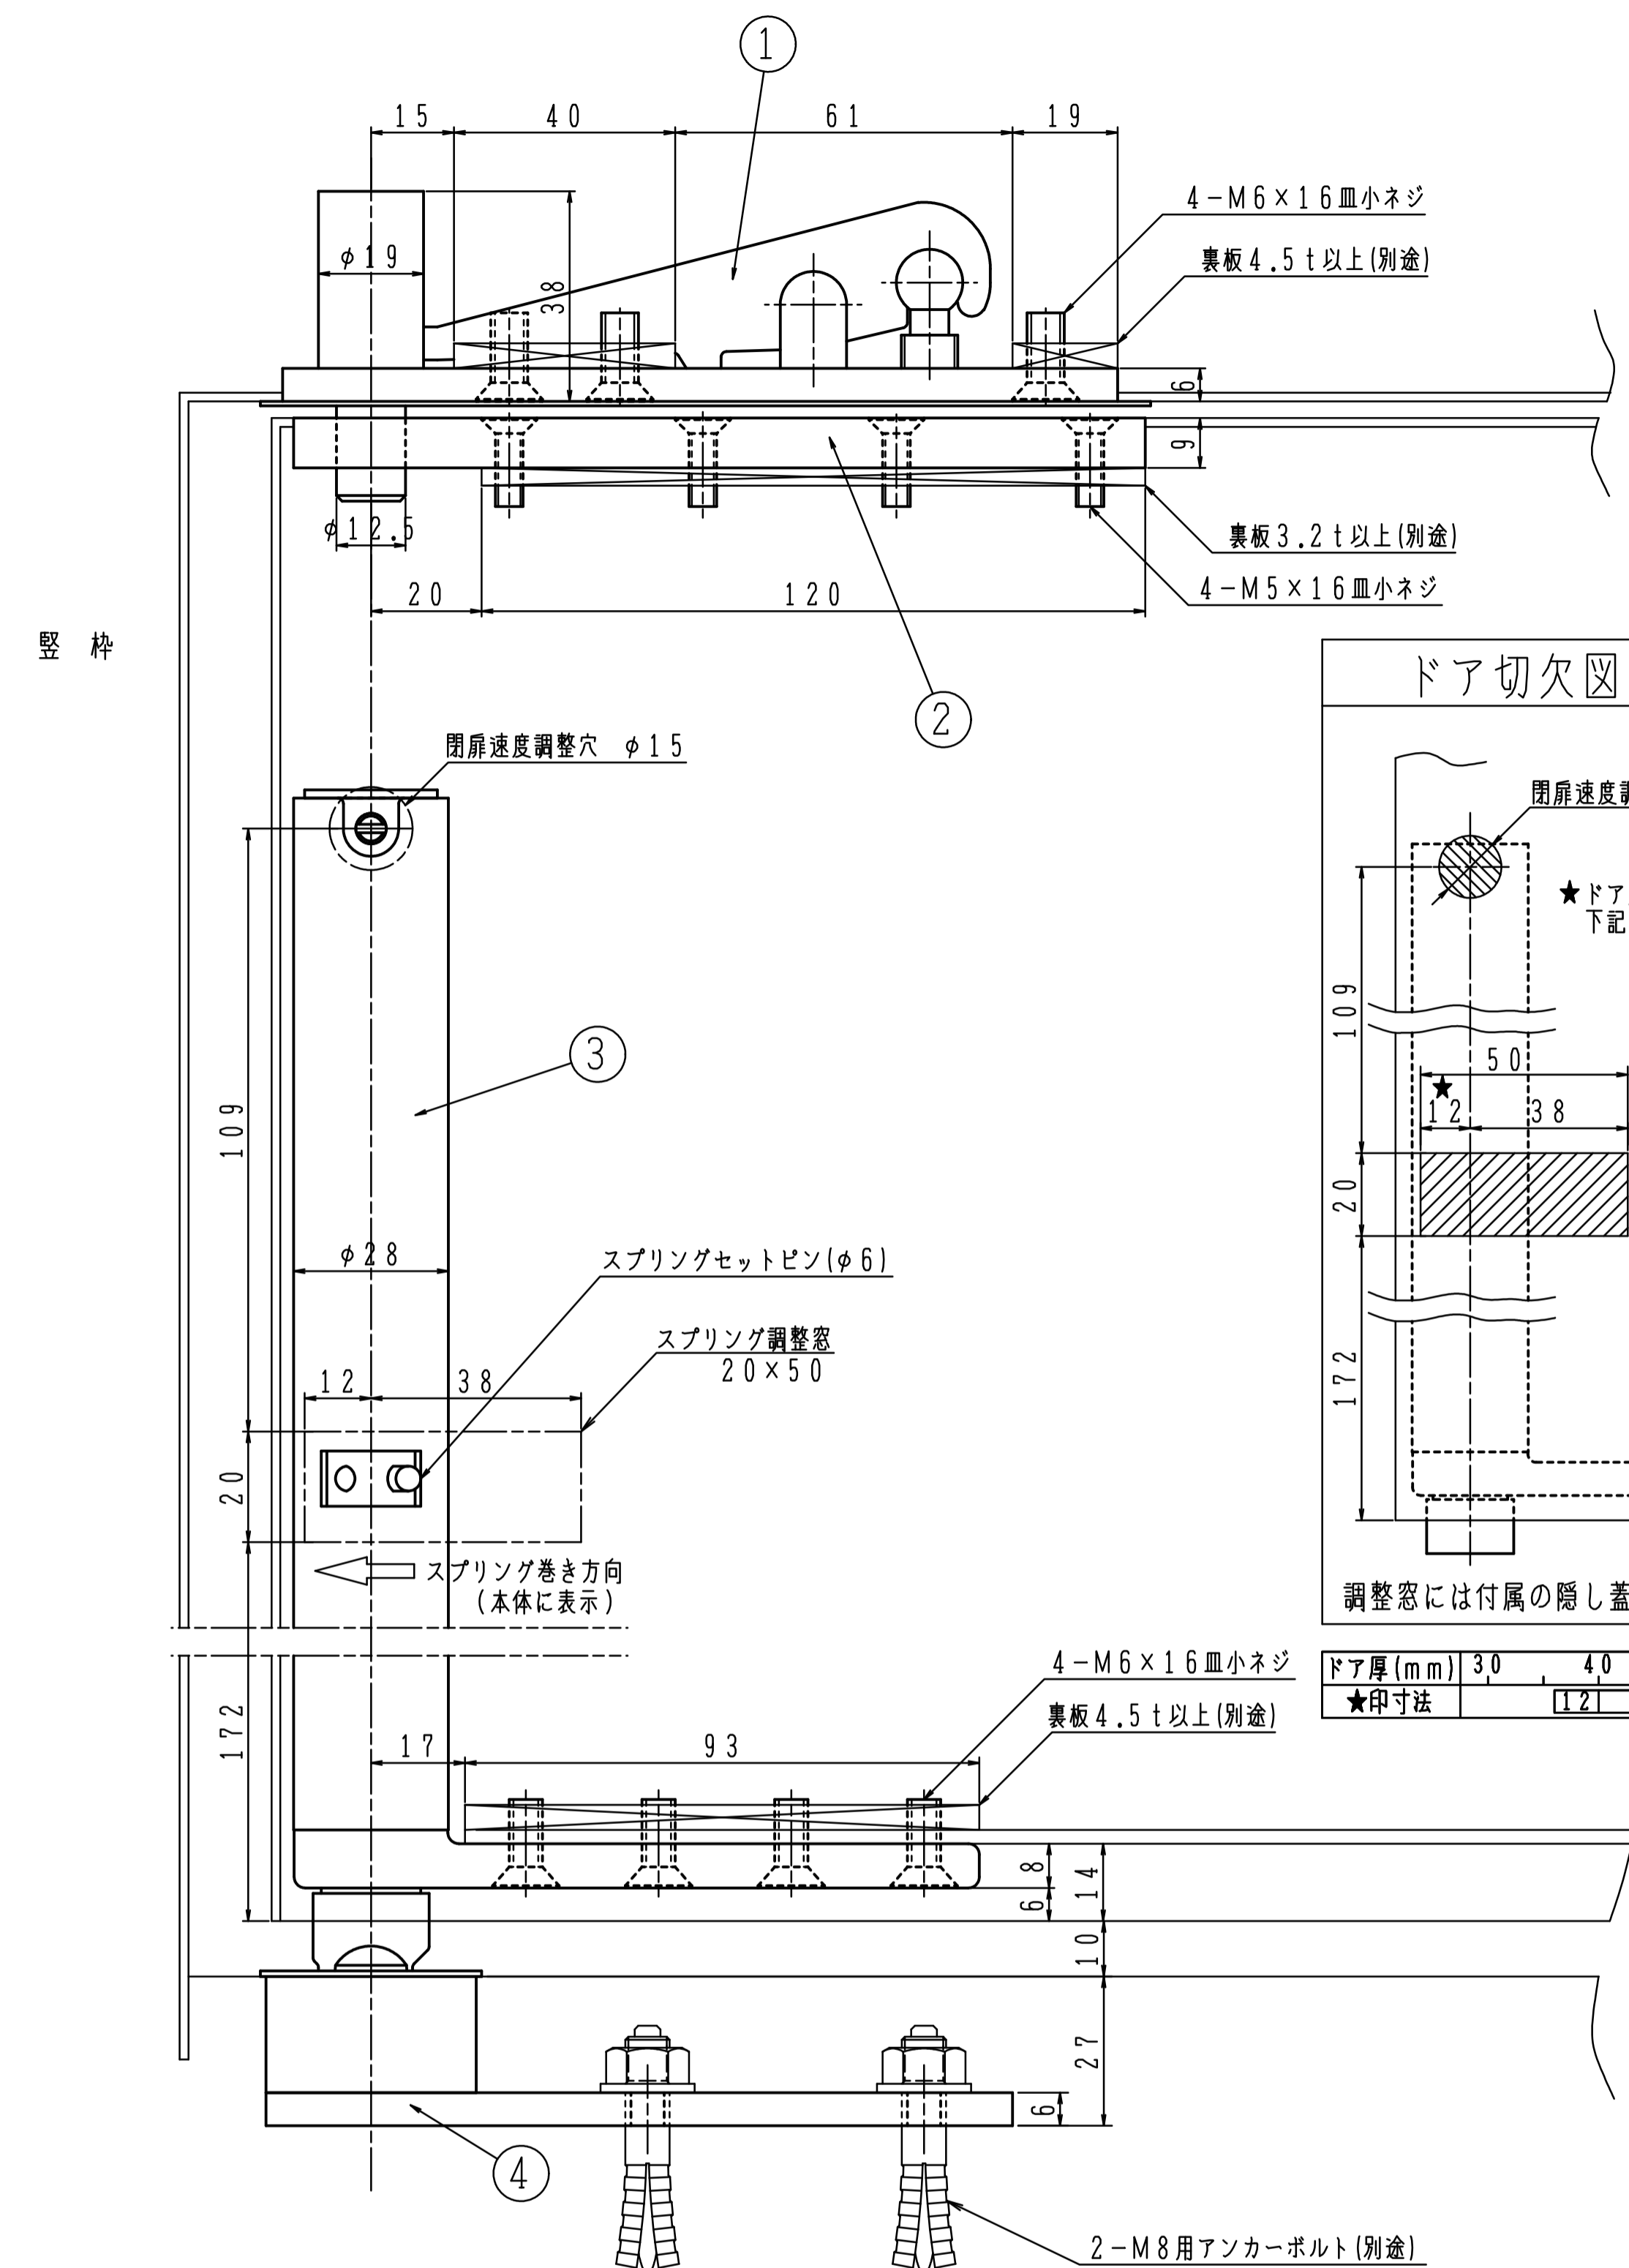 1
15 40 61 19
4-M6×16皿小ネジ
裏板4.5t以上(別途)
φ19
38
6
9
φ12.5
裏板3.2t以上(別途)
20 120
4-M5×16皿小ネジ
竪 枠
2
ドア切欠図
閉扉速度調整穴 φ15
閉扉速度調
★ドア
下記
109
50
★
12 38
20
172
調整窓には付属の隠し蓋
3
109
φ28
スプリングセットピン(φ6)
スプリング調整窓
20×50
12 38
20
スプリング巻き方向
(本体に表示)
172
4-M6×16皿小ネジ
裏板4.5t以上(別途)
ドア厚(mm) 30 40
★印寸法 12
17 93
8
14
6
10
27
6
4
2-M8用アンカーボルト(別途)